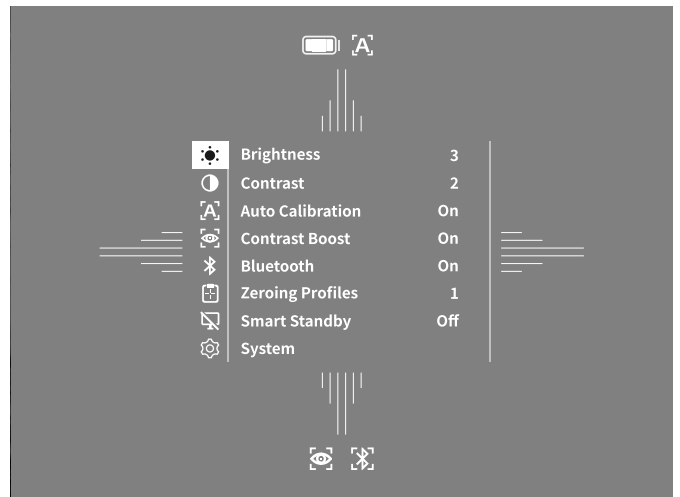 [A]
Brightness 3
Contrast 2
[A] Auto Calibration On
Contrast Boost On
Bluetooth On
Zeroing Profiles 1
Smart Standby Off
System